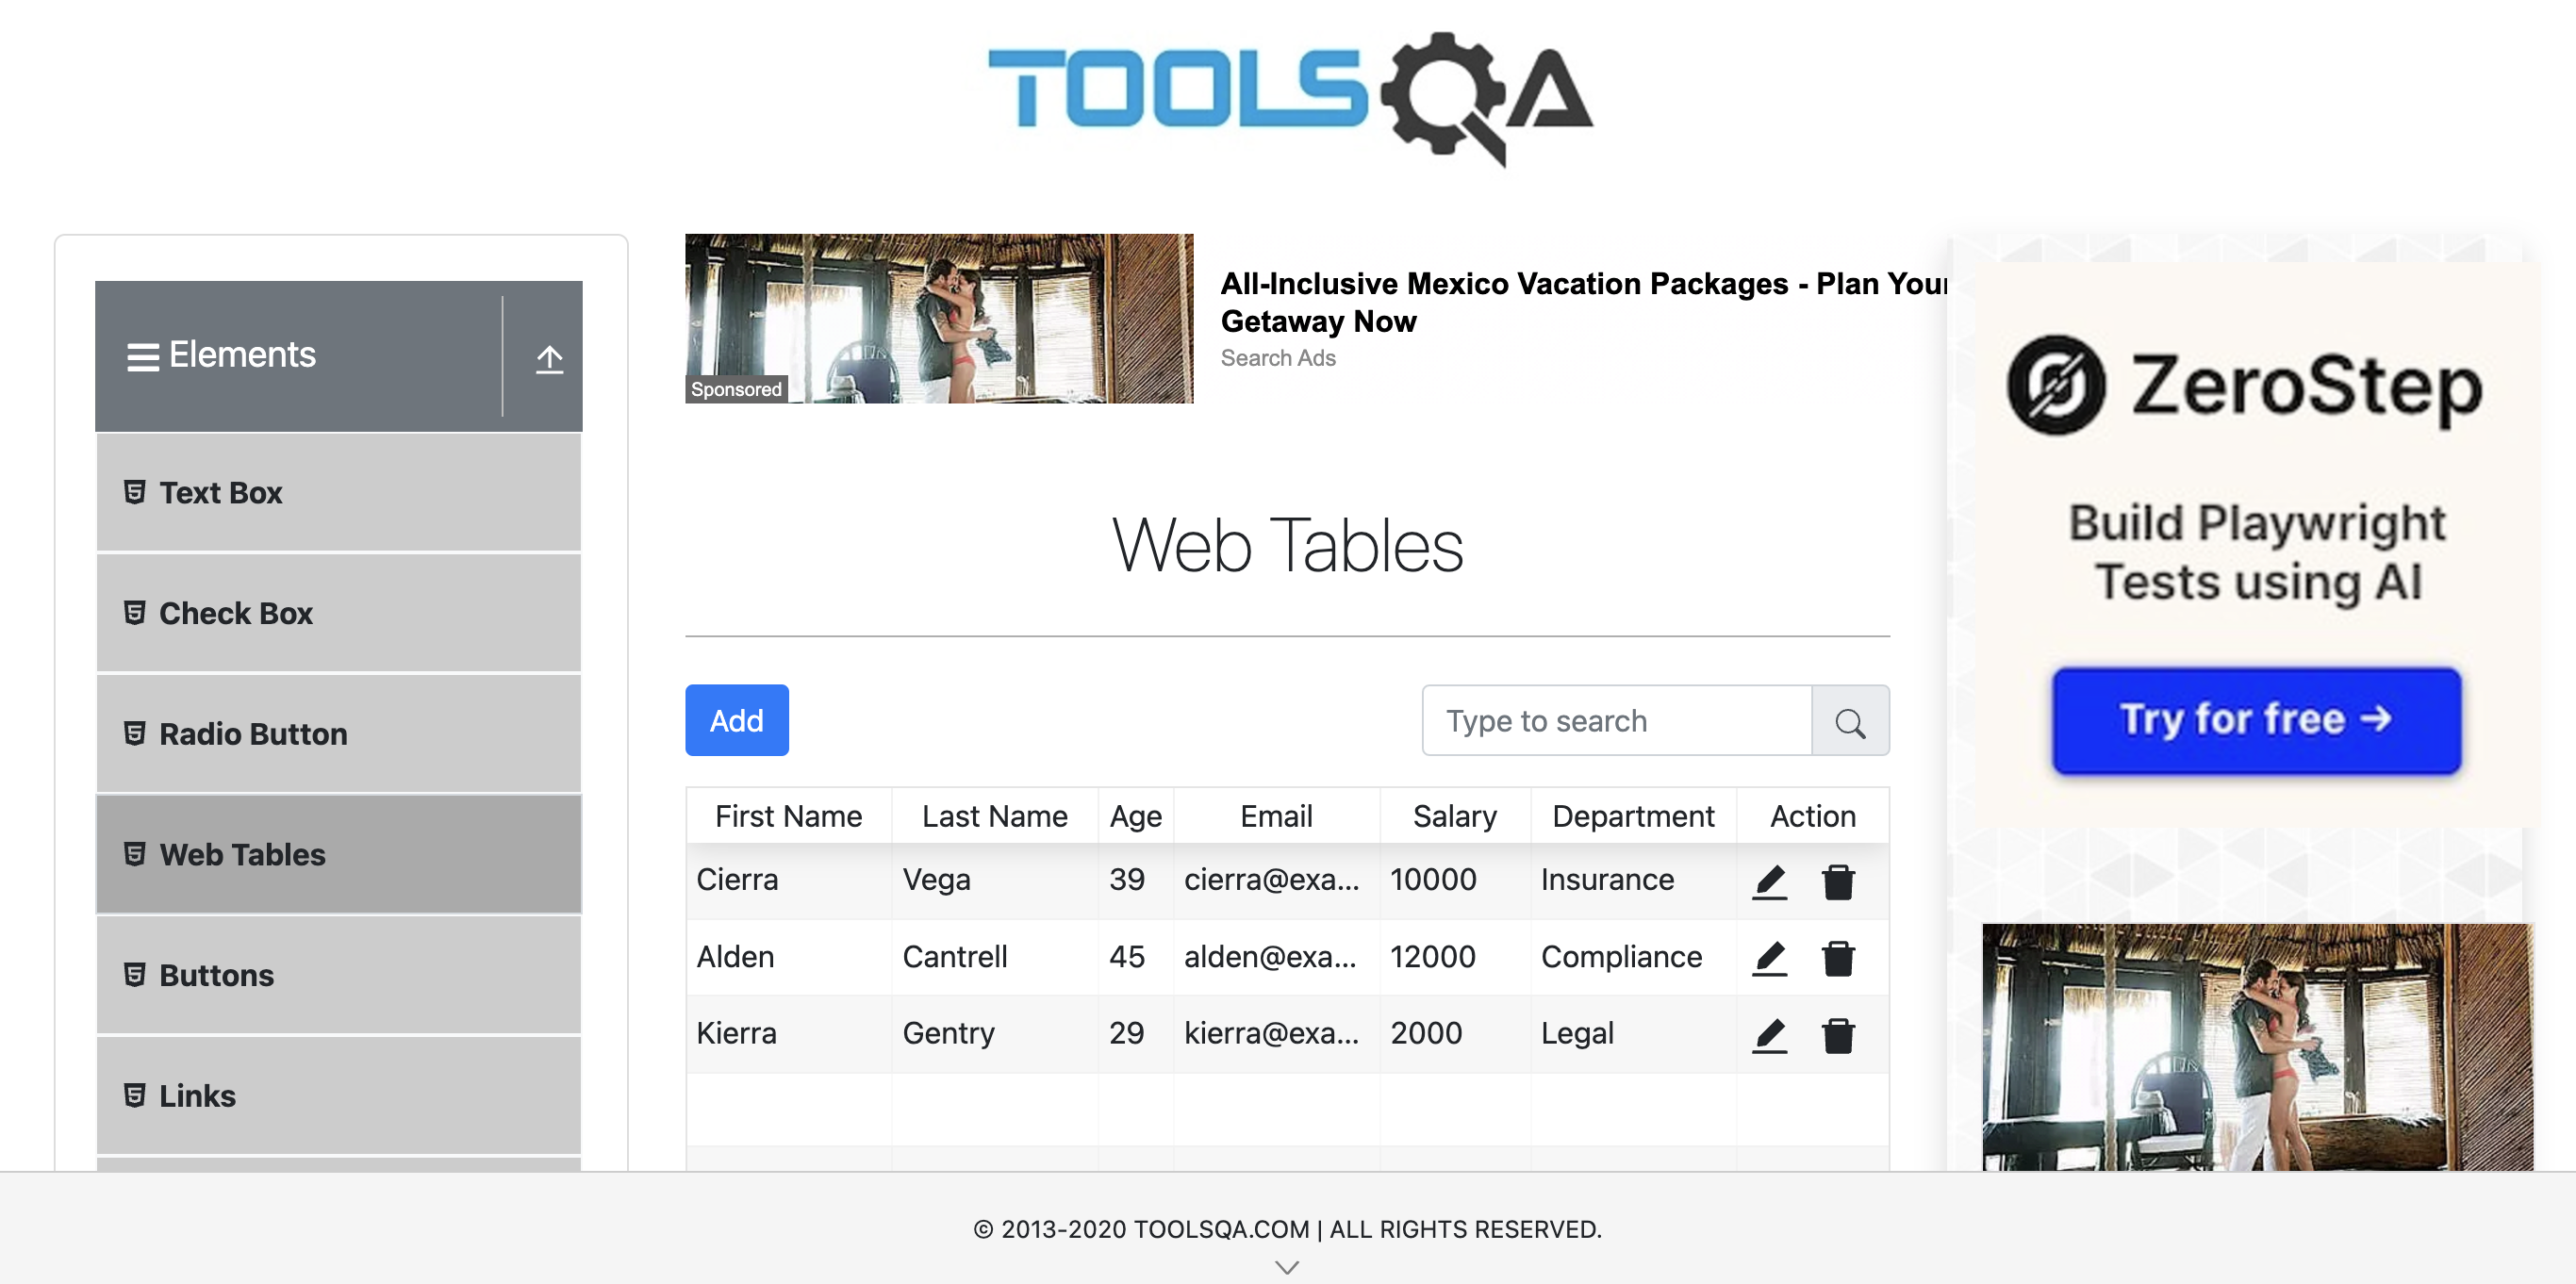 TOOLSQA
Elements
Text Box
Check Box
Radio Button
Web Tables
Buttons
Links
All-Inclusive Mexico Vacation Packages - Plan Your
Getaway Now
Search Ads
Sponsored
Web Tables
Add
Type to search
First Name Last Name Age Email Salary Department Action
Cierra Vega 39 cierra@exa... 10000 Insurance
Alden Cantrell 45 alden@exa... 12000 Compliance
Kierra Gentry 29 kierra@exa... 2000 Legal
ZeroStep
Build Playwright
Tests using AI
Try for free →
© 2013-2020 TOOLSQA.COM | ALL RIGHTS RESERVED.